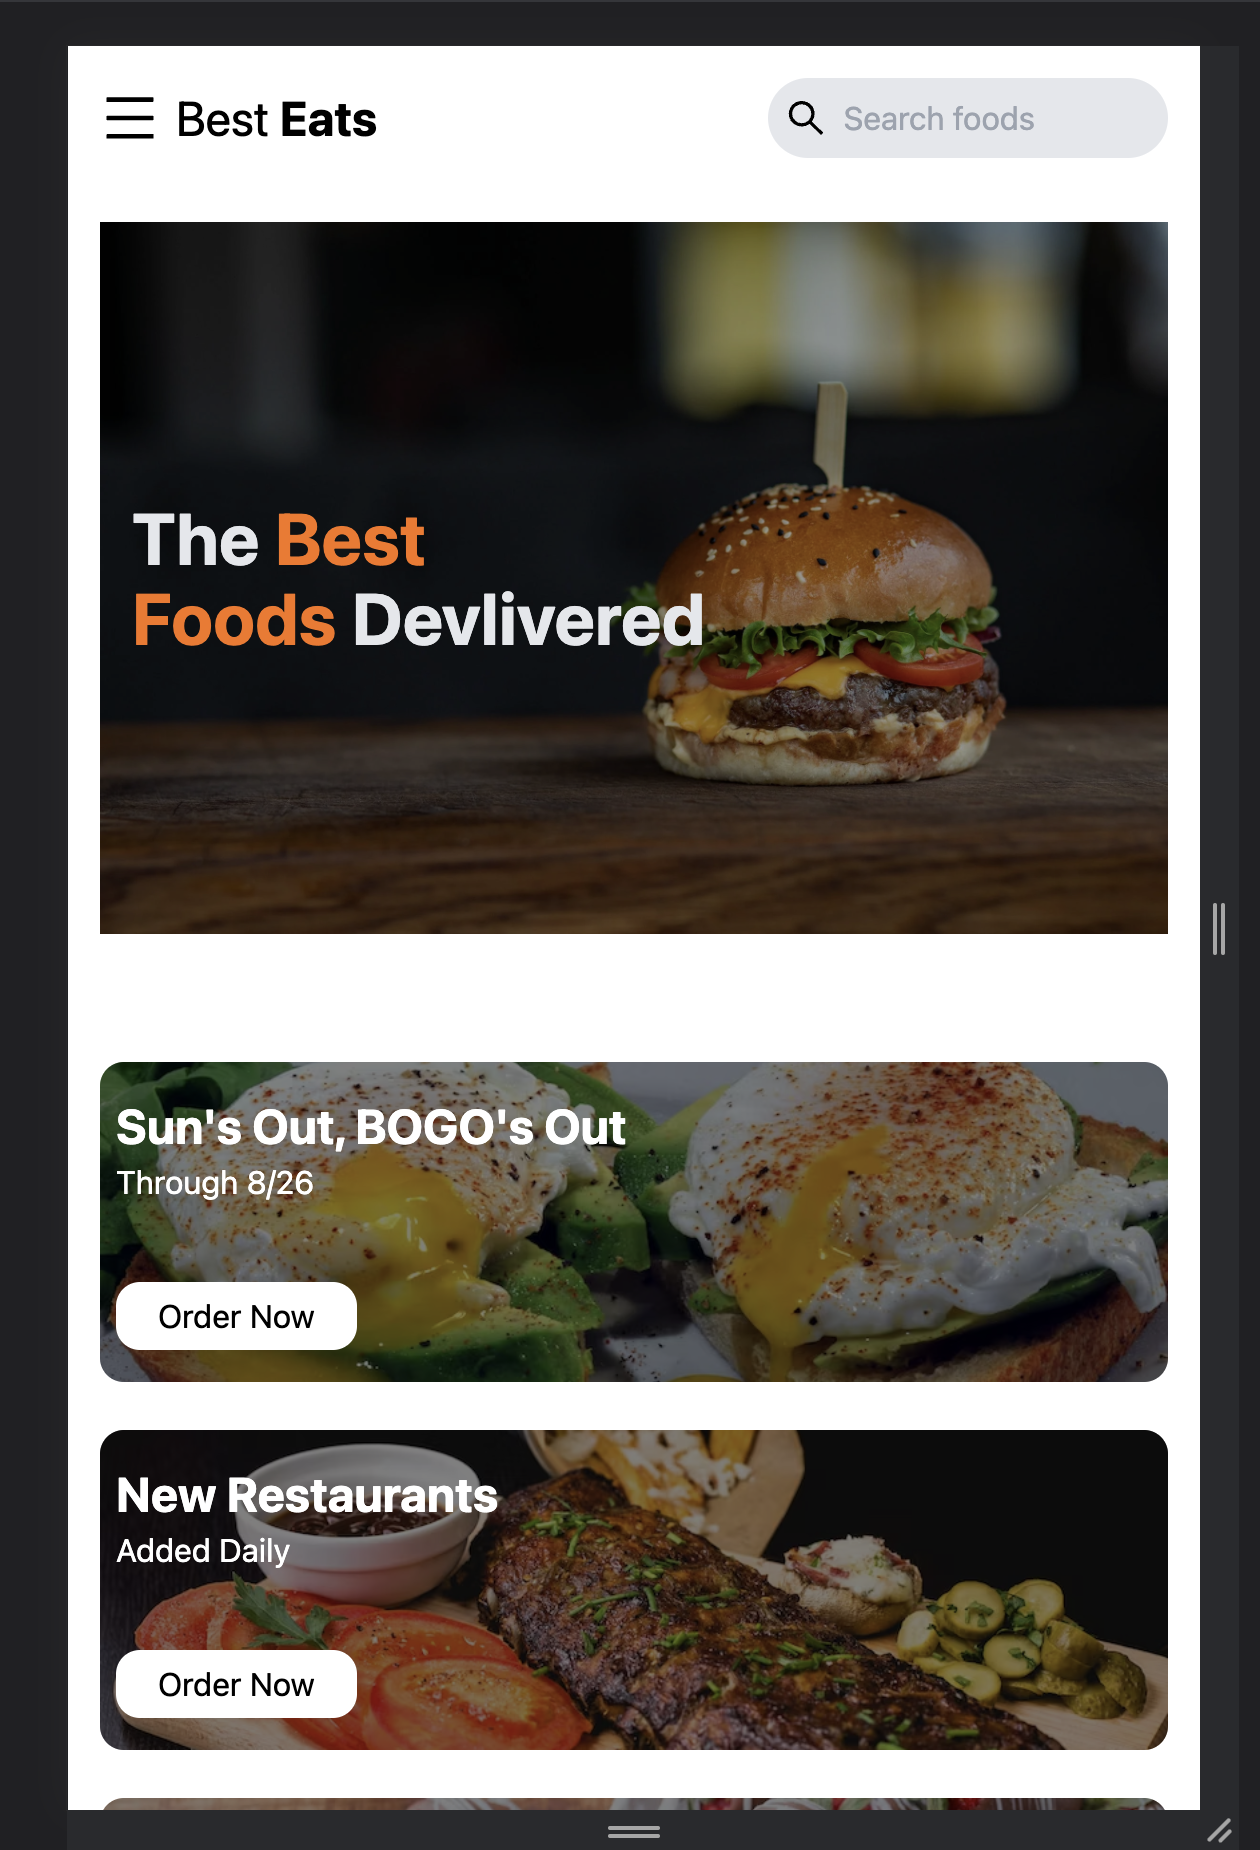 Best Eats
Search foods
The Best
Foods Devlivered
Sun's Out, BOGO's Out
Through 8/26
Order Now
New Restaurants
Added Daily
Order Now